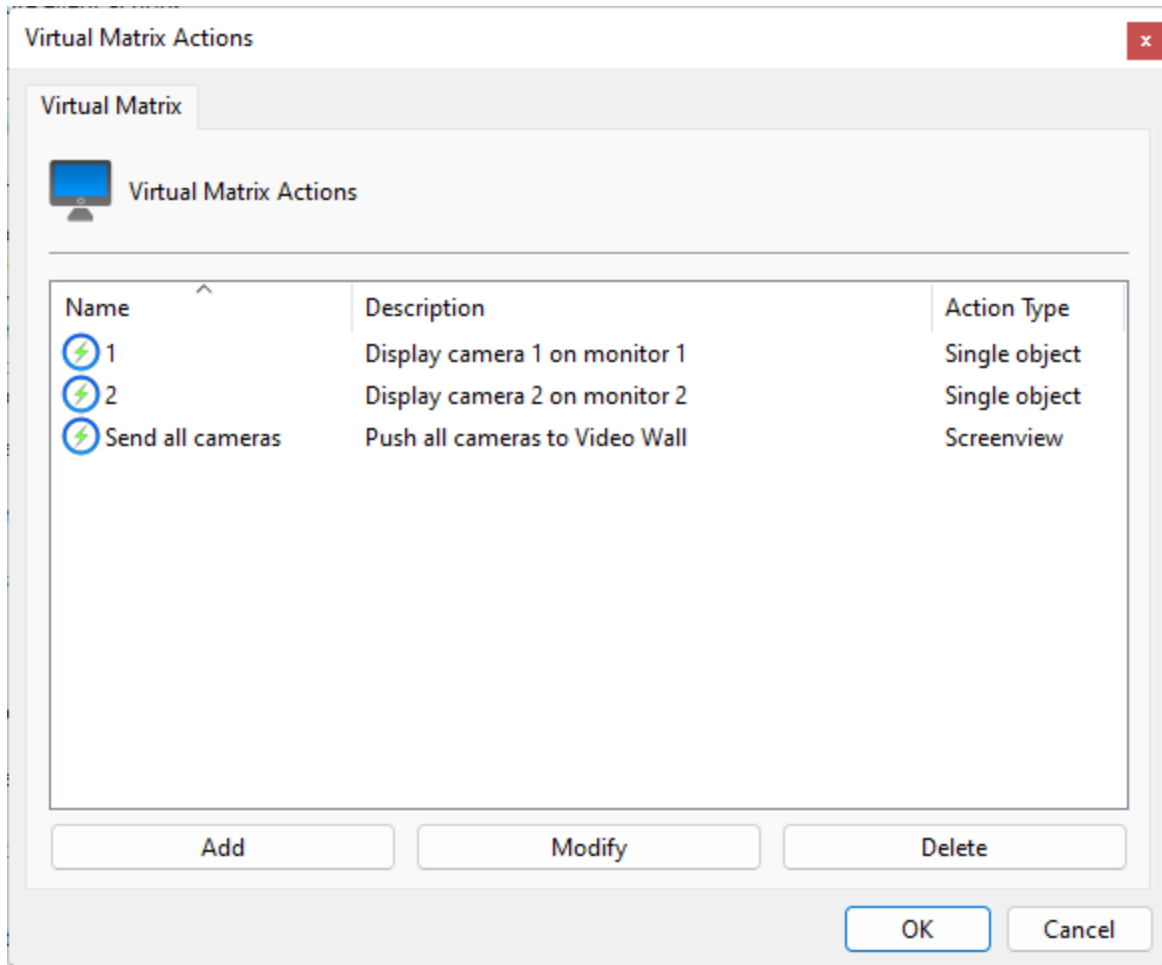 Virtual Matrix Actions
x
Virtual Matrix
Virtual Matrix Actions
Name Description Action Type
1 Display camera 1 on monitor 1 Single object
2 Display camera 2 on monitor 2 Single object
Send all cameras Push all cameras to Video Wall Screenview
Add Modify Delete
OK Cancel